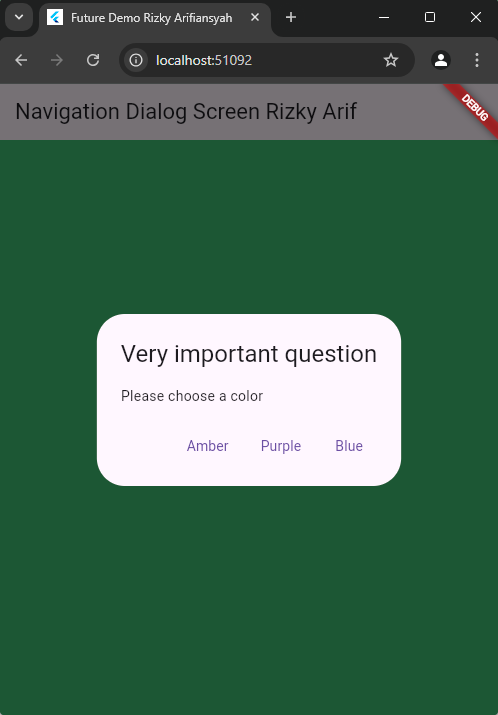 Future Demo Rizky Arifiansyah
localhost:51092
Navigation Dialog Screen Rizky Arif
DEBUG
Very important question
Please choose a color
Amber Purple Blue